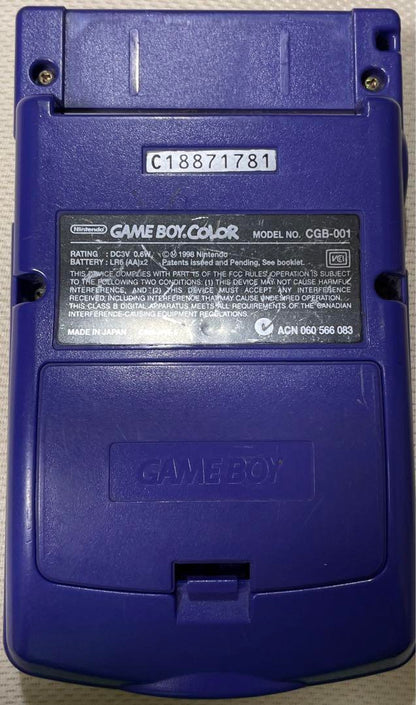 C18871781
Nintendo GAME BOY COLOR MODEL NO. CGB-001
RATING : DC3V 0.6W ©Ⓟ 1998 Nintendo
BATTERY : LR6 (AA)x2 Patents issued and Pending, See booklet.
THIS DEVICE COMPLIES WITH PART 15 OF THE FCC RULES OPERATION IS SUBJECT
TO THE FOLLOWING TWO CONDITIONS: (1) THIS DEVICE MAY NOT CAUSE HARMFUL
INTERFERENCE, AND (2) THIS DEVICE MUST ACCEPT ANY INTERFERENCE
RECEIVED, INCLUDING INTERFERENCE THAT MAY CAUSE UNDESIRED OPERATION.
THIS CLASS B DIGITAL APPARATUS MEETS ALL REQUIREMENTS OF THE CANADIAN
INTERFERENCE-CAUSING EQUIPMENT REGULATIONS.
MADE IN JAPAN ACN 060 566 083
GAME BOY